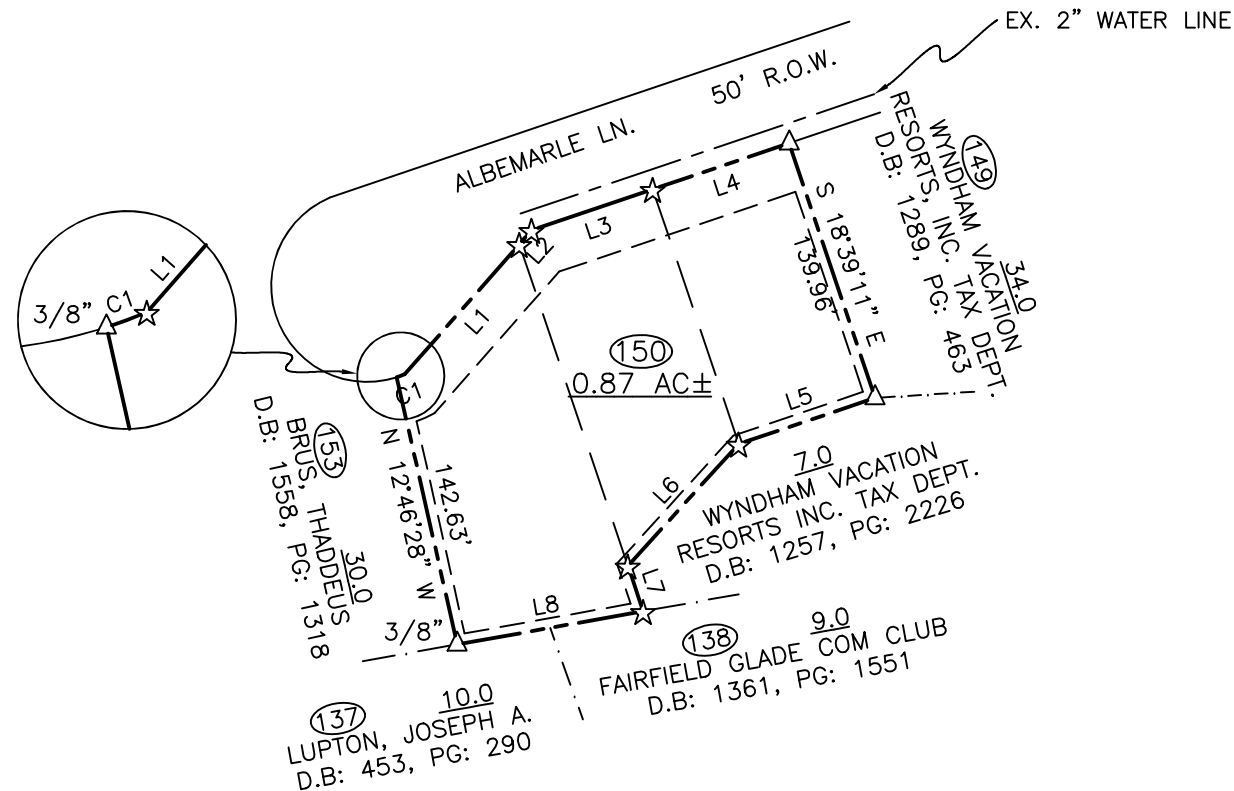 EX. 2” WATER LINE
50' R.O.W.
ALBEMARLE LN.
149 34.0
WYNDHAM VACATION
RESORTS, INC. TAX DEPT.
D.B: 1289, PG: 463
L4
L3
L2
L1
S 18°39'11" E
139.96'
3/8”
C1
L1
C1
150
0.87 AC±
L5
L6
L7
L8
N 12°46'28" W
142.63'
3/8”
153 30.0
BRUS, THADDEUS
D.B: 1558, PG: 1318
7.0
WYNDHAM VACATION
RESORTS INC. TAX DEPT.
D.B: 1257, PG: 2226
138 9.0
FAIRFIELD GLADE COM CLUB
D.B: 1361, PG: 1551
137 10.0
LUPTON, JOSEPH A.
D.B: 453, PG: 290